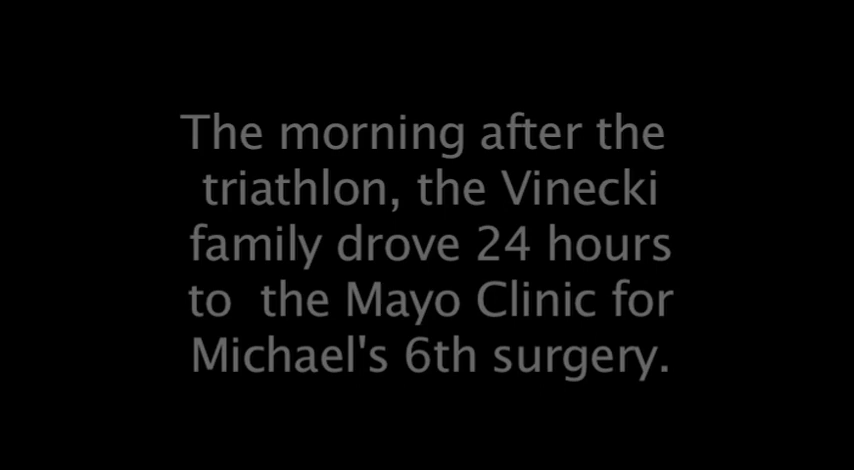 The morning after the
triathlon, the Vinecki
family drove 24 hours
to  the Mayo Clinic for
Michael's 6th surgery.